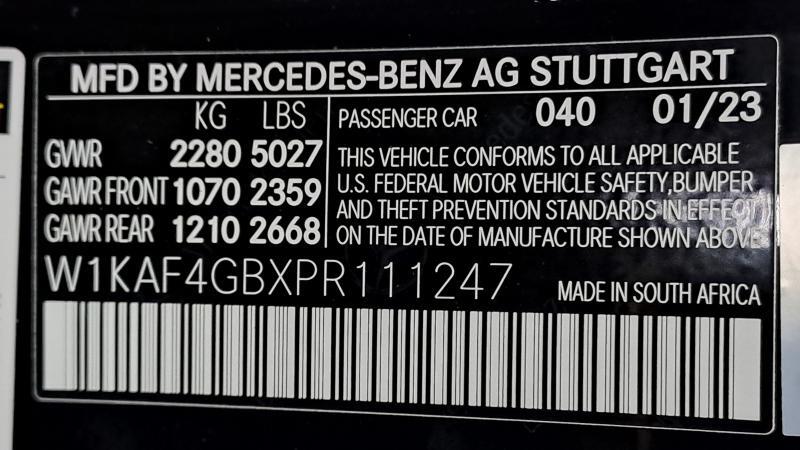 MFD BY MERCEDES-BENZ AG STUTTGART
KG LBS
GVWR 2280 5027
GAWR FRONT 1070 2359
GAWR REAR 1210 2668
PASSENGER CAR 040 01/23
THIS VEHICLE CONFORMS TO ALL APPLICABLE
U.S. FEDERAL MOTOR VEHICLE SAFETY,BUMPER
AND THEFT PREVENTION STANDARDS IN EFFECT
ON THE DATE OF MANUFACTURE SHOWN ABOVE
W1KAF4GBXPR111247
MADE IN SOUTH AFRICA